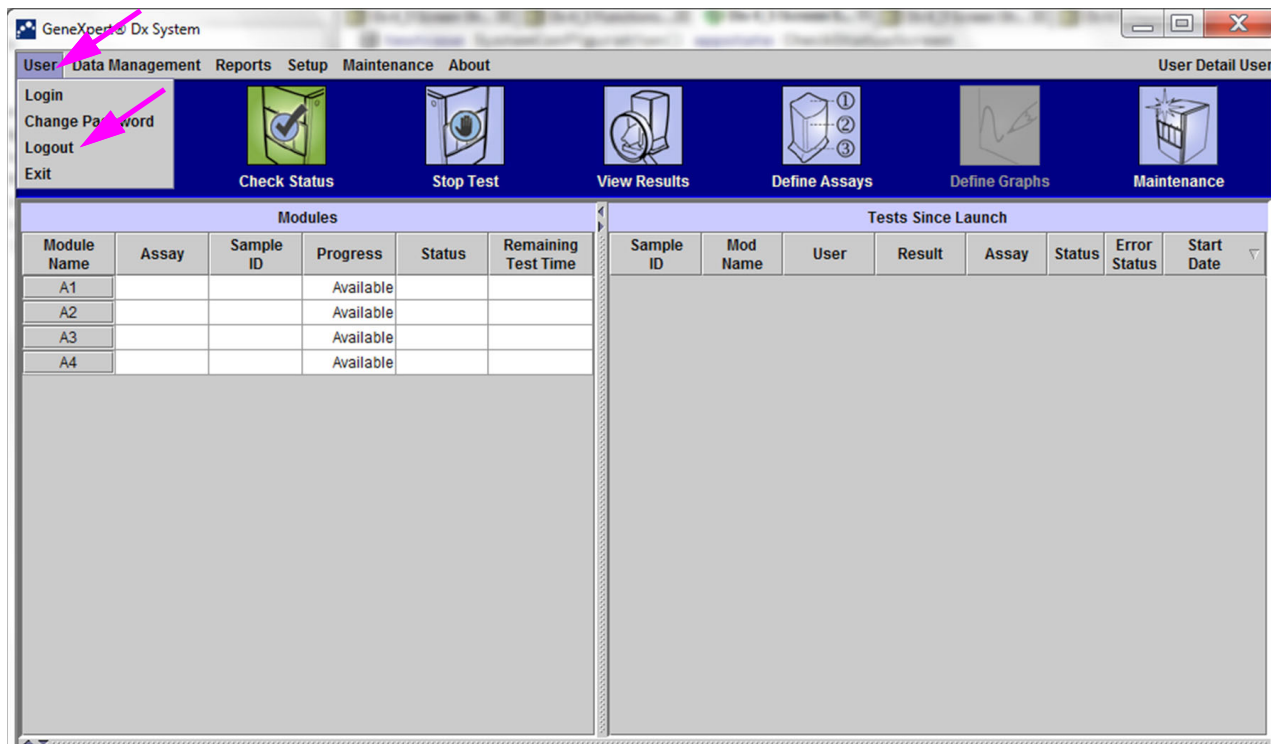 GeneXpert® Dx System
User Data Management Reports Setup Maintenance About User Detail User
Login
Change Password
Logout
Exit
Check Status Stop Test View Results Define Assays Define Graphs Maintenance
Modules Tests Since Launch
Module Name Assay Sample ID Progress Status Remaining Test Time Sample ID Mod Name User Result Assay Status Error Status Start Date
A1 Available
A2 Available
A3 Available
A4 Available